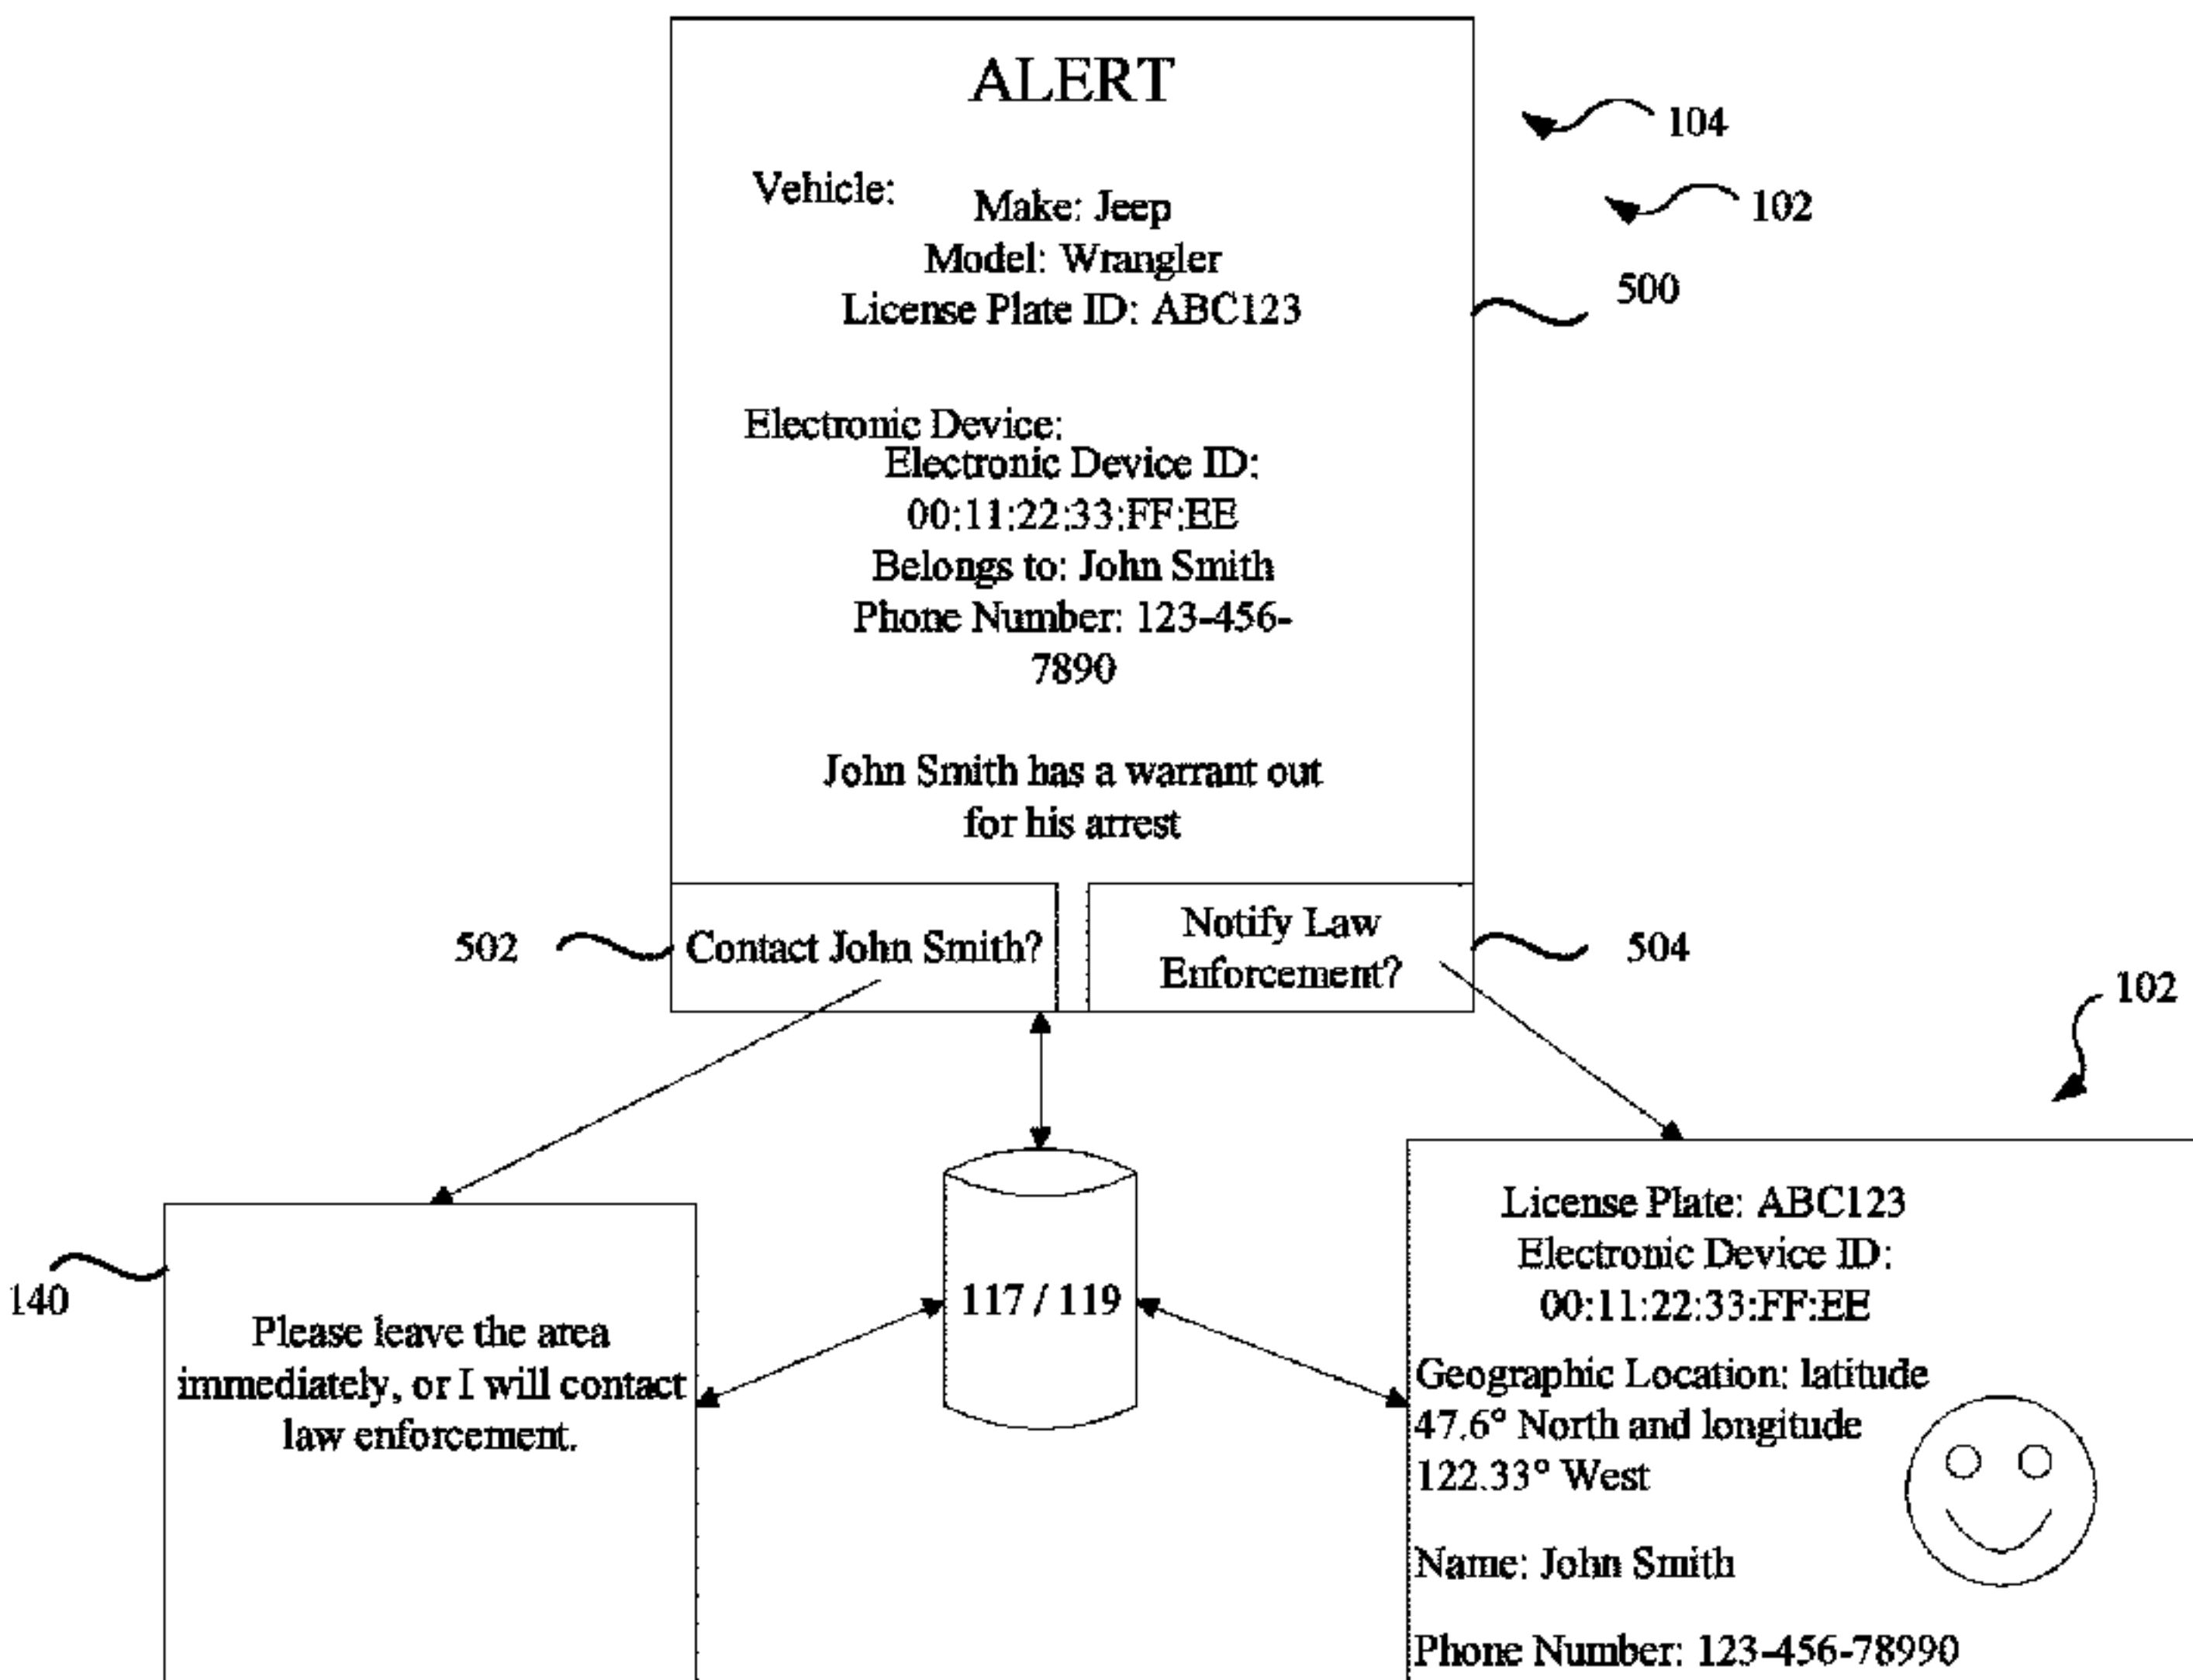 ALERT
104
Vehicle:
Make: Jeep
102
Model: Wrangler
500
License Plate ID: ABC123
Electronic Device:
Electronic Device ID:
00:11:22:33:FF:EE
Belongs to: John Smith
Phone Number: 123-456-
7890
John Smith has a warrant out
for his arrest
502
Contact John Smith?
Notify Law
Enforcement?
504
102
140
Please leave the area
immediately, or I will contact
law enforcement.
117 / 119
License Plate: ABC123
Electronic Device ID:
00:11:22:33:FF:EE
Geographic Location: latitude
47.6° North and longitude
122.33° West
Name: John Smith
Phone Number: 123-456-78990